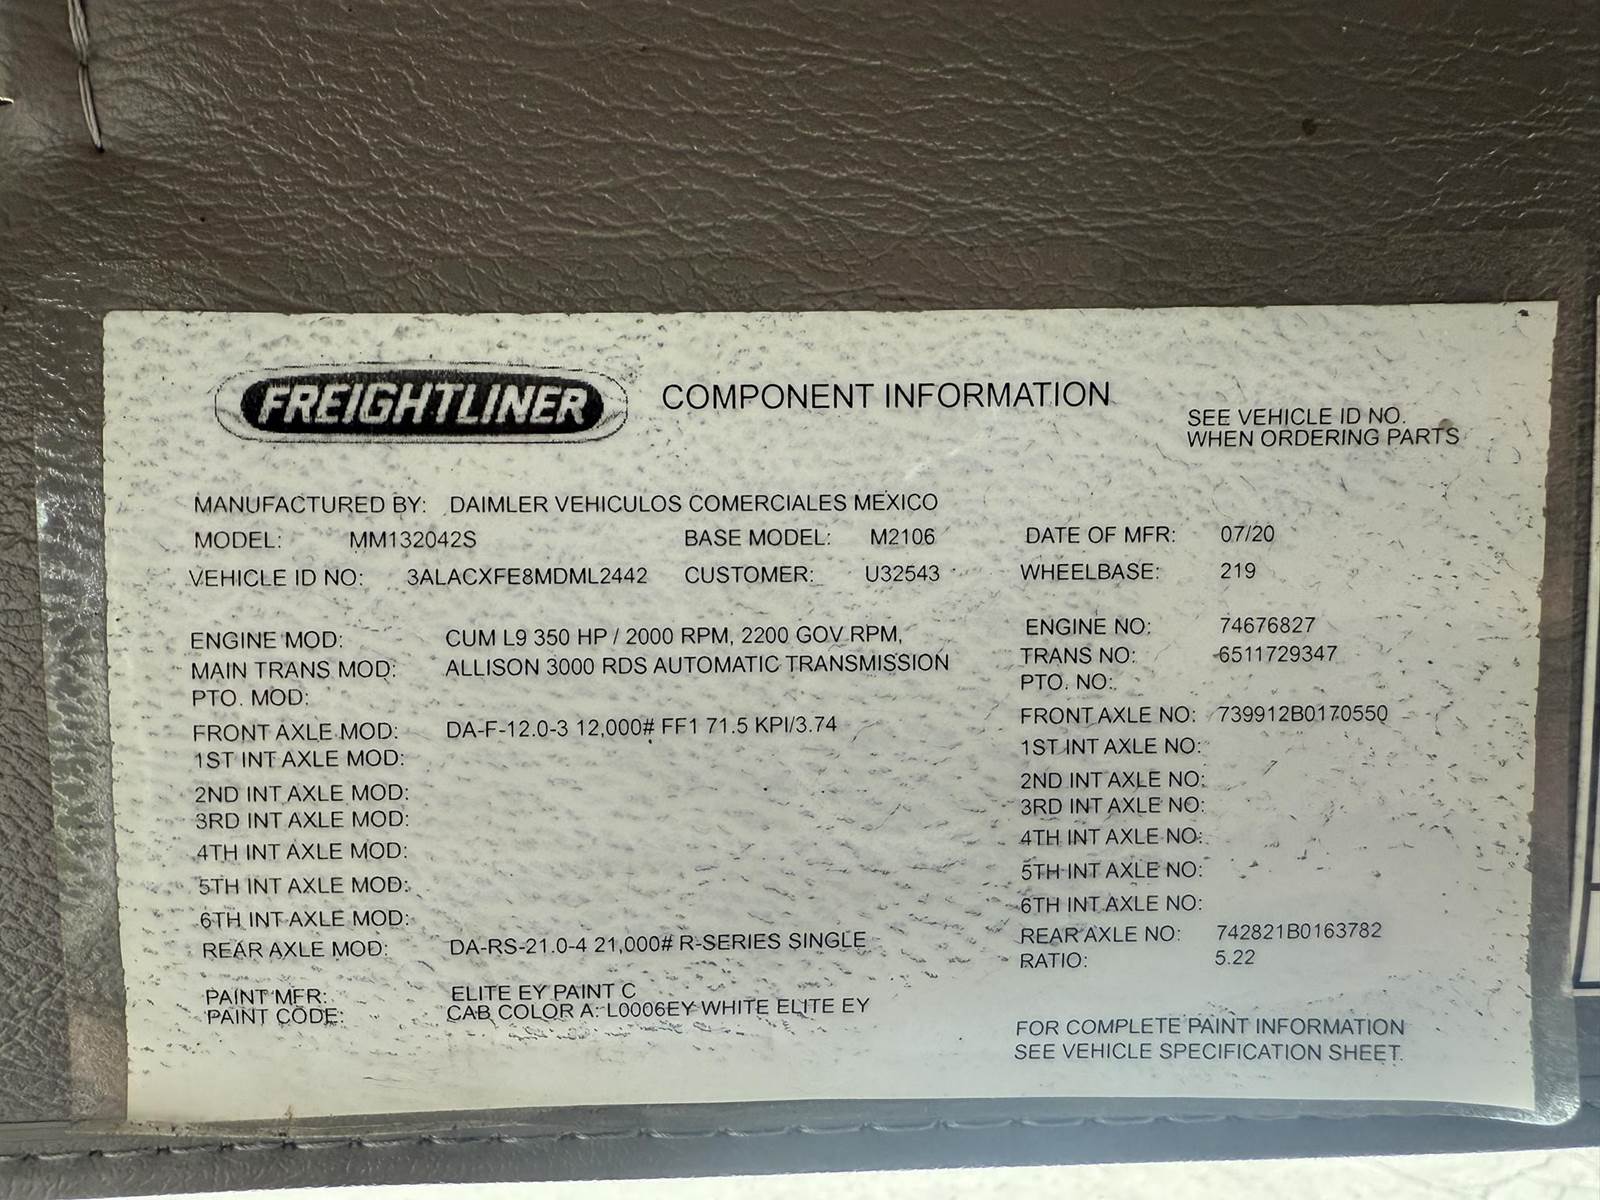 FREIGHTLINER COMPONENT INFORMATION
SEE VEHICLE ID NO.
WHEN ORDERING PARTS
MANUFACTURED BY: DAIMLER VEHICULOS COMERCIALES MEXICO
MODEL: MM132042S BASE MODEL: M2106 DATE OF MFR: 07/20
VEHICLE ID NO: 3ALACXFE8MDML2442 CUSTOMER: U32543 WHEELBASE: 219
ENGINE MOD: CUM L9 350 HP / 2000 RPM, 2200 GOV RPM, ENGINE NO: 74676827
MAIN TRANS MOD: ALLISON 3000 RDS AUTOMATIC TRANSMISSION TRANS NO: 6511729347
PTO. MOD: PTO. NO:
FRONT AXLE MOD: DA-F-12.0-3 12,000# FF1 71.5 KPI/3.74 FRONT AXLE NO: 739912B0170550
1ST INT AXLE MOD: 1ST INT AXLE NO:
2ND INT AXLE MOD: 2ND INT AXLE NO:
3RD INT AXLE MOD: 3RD INT AXLE NO:
4TH INT AXLE MOD: 4TH INT AXLE NO:
5TH INT AXLE MOD: 5TH INT AXLE NO:
6TH INT AXLE MOD: 6TH INT AXLE NO:
REAR AXLE MOD: DA-RS-21.0-4 21,000# R-SERIES SINGLE REAR AXLE NO: 742821B0163782
RATIO: 5.22
PAINT MFR: ELITE EY PAINT C
PAINT CODE: CAB COLOR A: L0006EY WHITE ELITE EY
FOR COMPLETE PAINT INFORMATION
SEE VEHICLE SPECIFICATION SHEET.